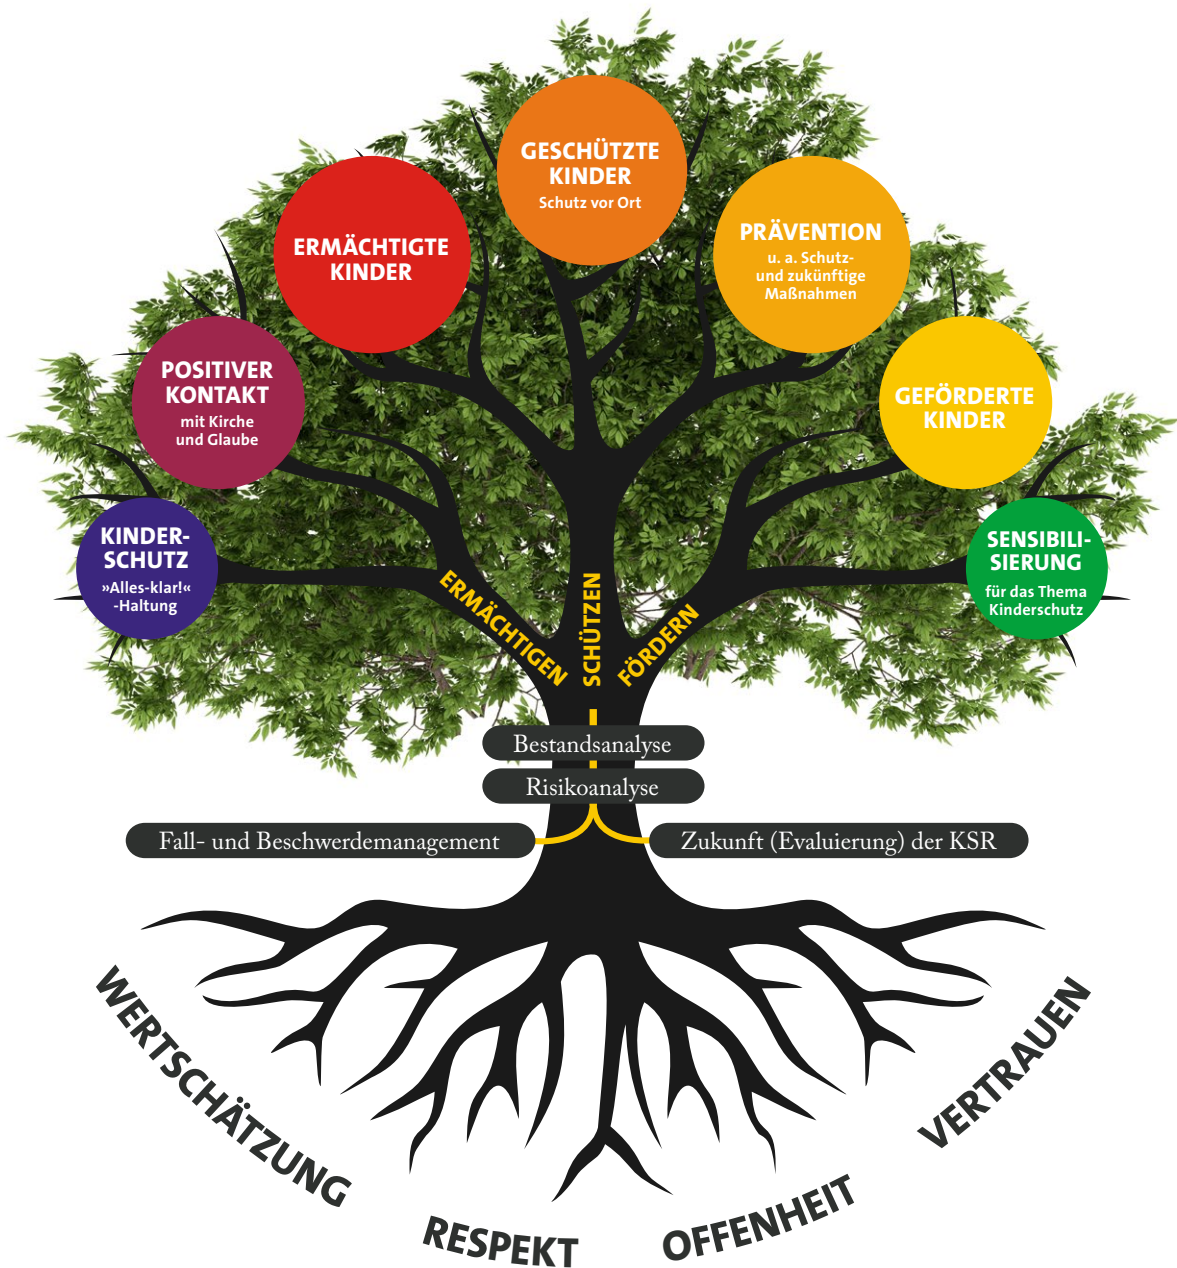 GESCHÜTZTE
KINDER
Schutz vor Ort
ERMÄCHTIGTE
KINDER
PRÄVENTION
u. a. Schutz-
und zukünftige
Maßnahmen
POSITIVER
KONTAKT
mit Kirche
und Glaube
GEFÖRDERTE
KINDER
KINDER-
SCHUTZ
»Alles-klar!«
-Haltung
SENSIBILI-
SIERUNG
für das Thema
Kinderschutz
ERMÄCHTIGEN
SCHÜTZEN
FÖRDERN
Bestandsanalyse
Risikoanalyse
Fall- und Beschwerdemanagement
Zukunft (Evaluierung) der KSR
WERTSCHÄTZUNG
RESPEKT
OFFENHEIT
VERTRAUEN